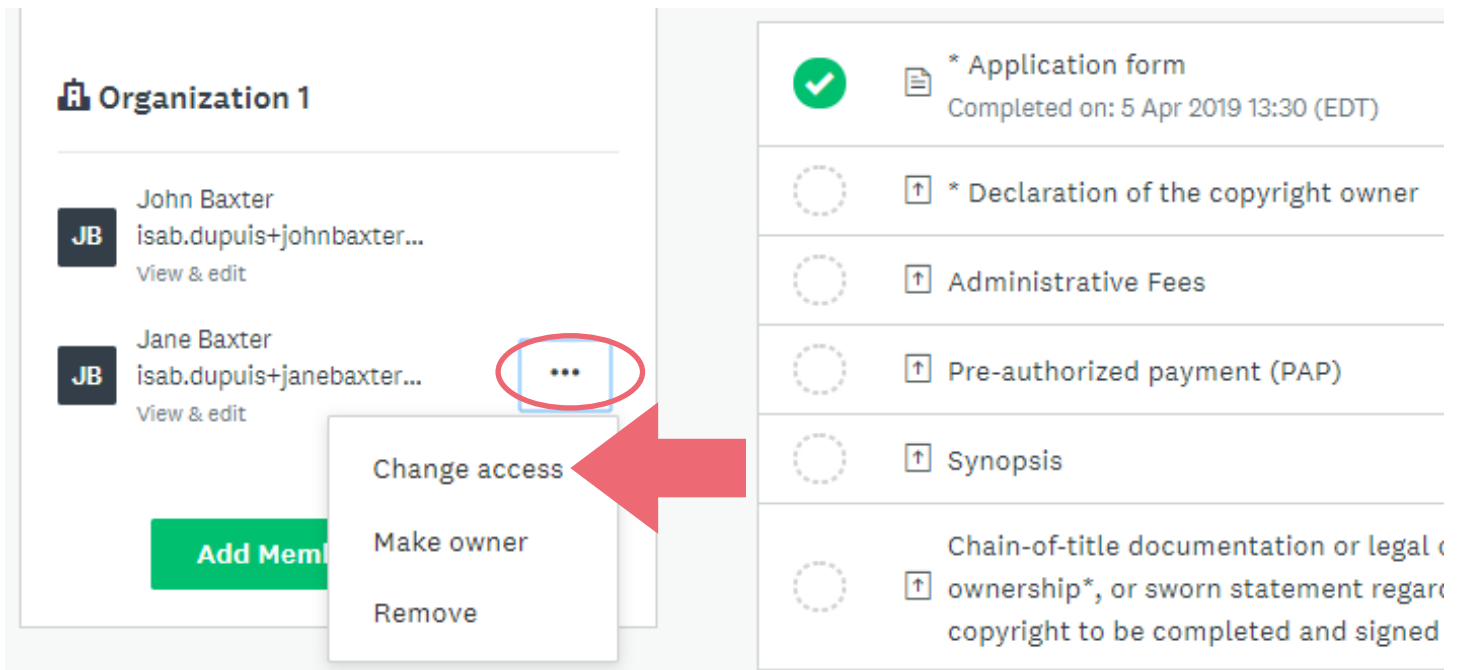 Organization 1
JB
John Baxter
isab.dupuis+johnbaxter...
View & edit
JB
Jane Baxter
isab.dupuis+janebaxter...
View & edit
...
Change access
Make owner
Remove
Add
* Application form
Completed on: 5 Apr 2019 13:30 (EDT)
* Declaration of the copyright owner
Administrative Fees
Pre-authorized payment (PAP)
Synopsis
Chain-of-title documentation or legal
ownership*, or sworn statement
copyright to be completed and signed